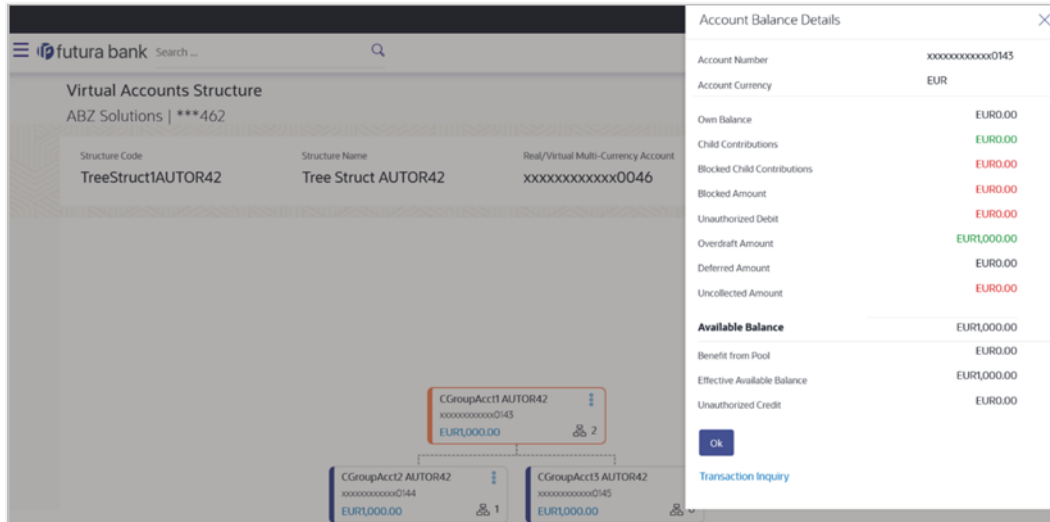 futura bank Search ...
Virtual Accounts Structure
ABZ Solutions | ***462
Structure Code Structure Name Real/Virtual Multi-Currency Account
TreeStruct1AUTOR42 Tree Struct AUTOR42 xxxxxxxxxxxx0046
CGroupAcct1 AUTOR42
xxxxxxxxxxxx0143
EUR1,000.00 2
CGroupAcct2 AUTOR42 CGroupAcct3 AUTOR42
xxxxxxxxxxxx0144 xxxxxxxxxxxx0145
EUR1,000.00 1 EUR1,000.00
Account Balance Details
Account Number xxxxxxxxxxxx0143
Account Currency EUR
Own Balance EUR0.00
Child Contributions EUR0.00
Blocked Child Contributions EUR0.00
Blocked Amount EUR0.00
Unauthorized Debit EUR0.00
Overdraft Amount EUR1,000.00
Deferred Amount EUR0.00
Uncollected Amount EUR0.00
Available Balance EUR1,000.00
Benefit from Pool EUR0.00
Effective Available Balance EUR1,000.00
Unauthorized Credit EUR0.00
Ok
Transaction Inquiry